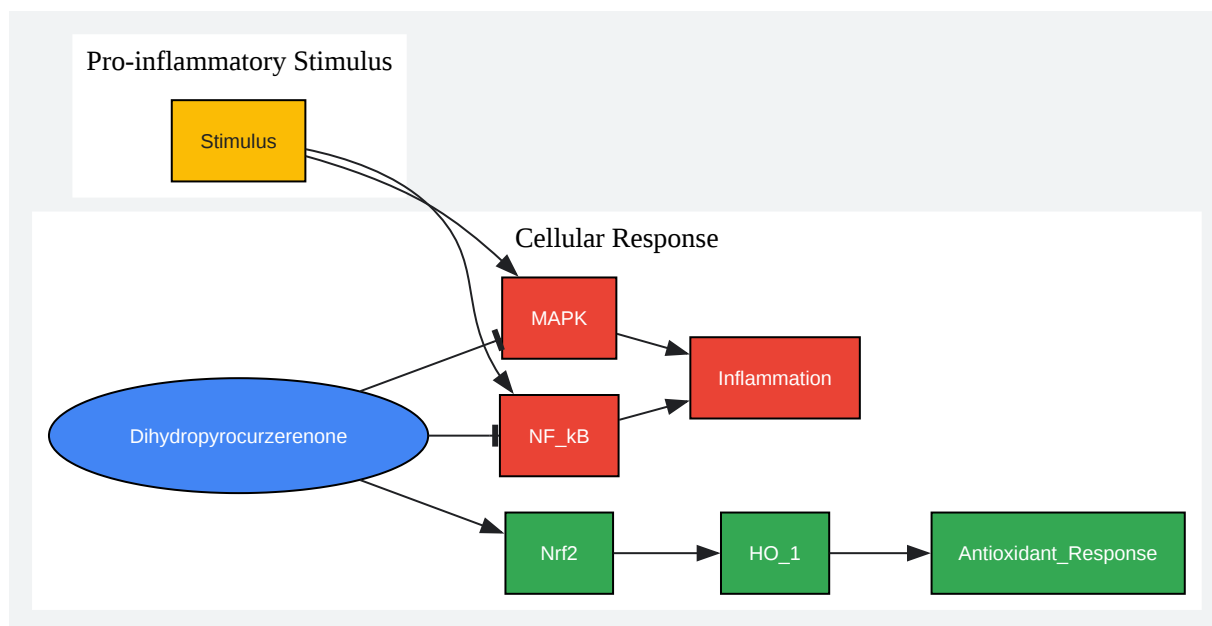 Pro-inflammatory Stimulus
Stimulus
Cellular Response
MAPK
Inflammation
Dihydropyrocurzerenone
NF_kB
Nrf2
HO_1
Antioxidant_Response